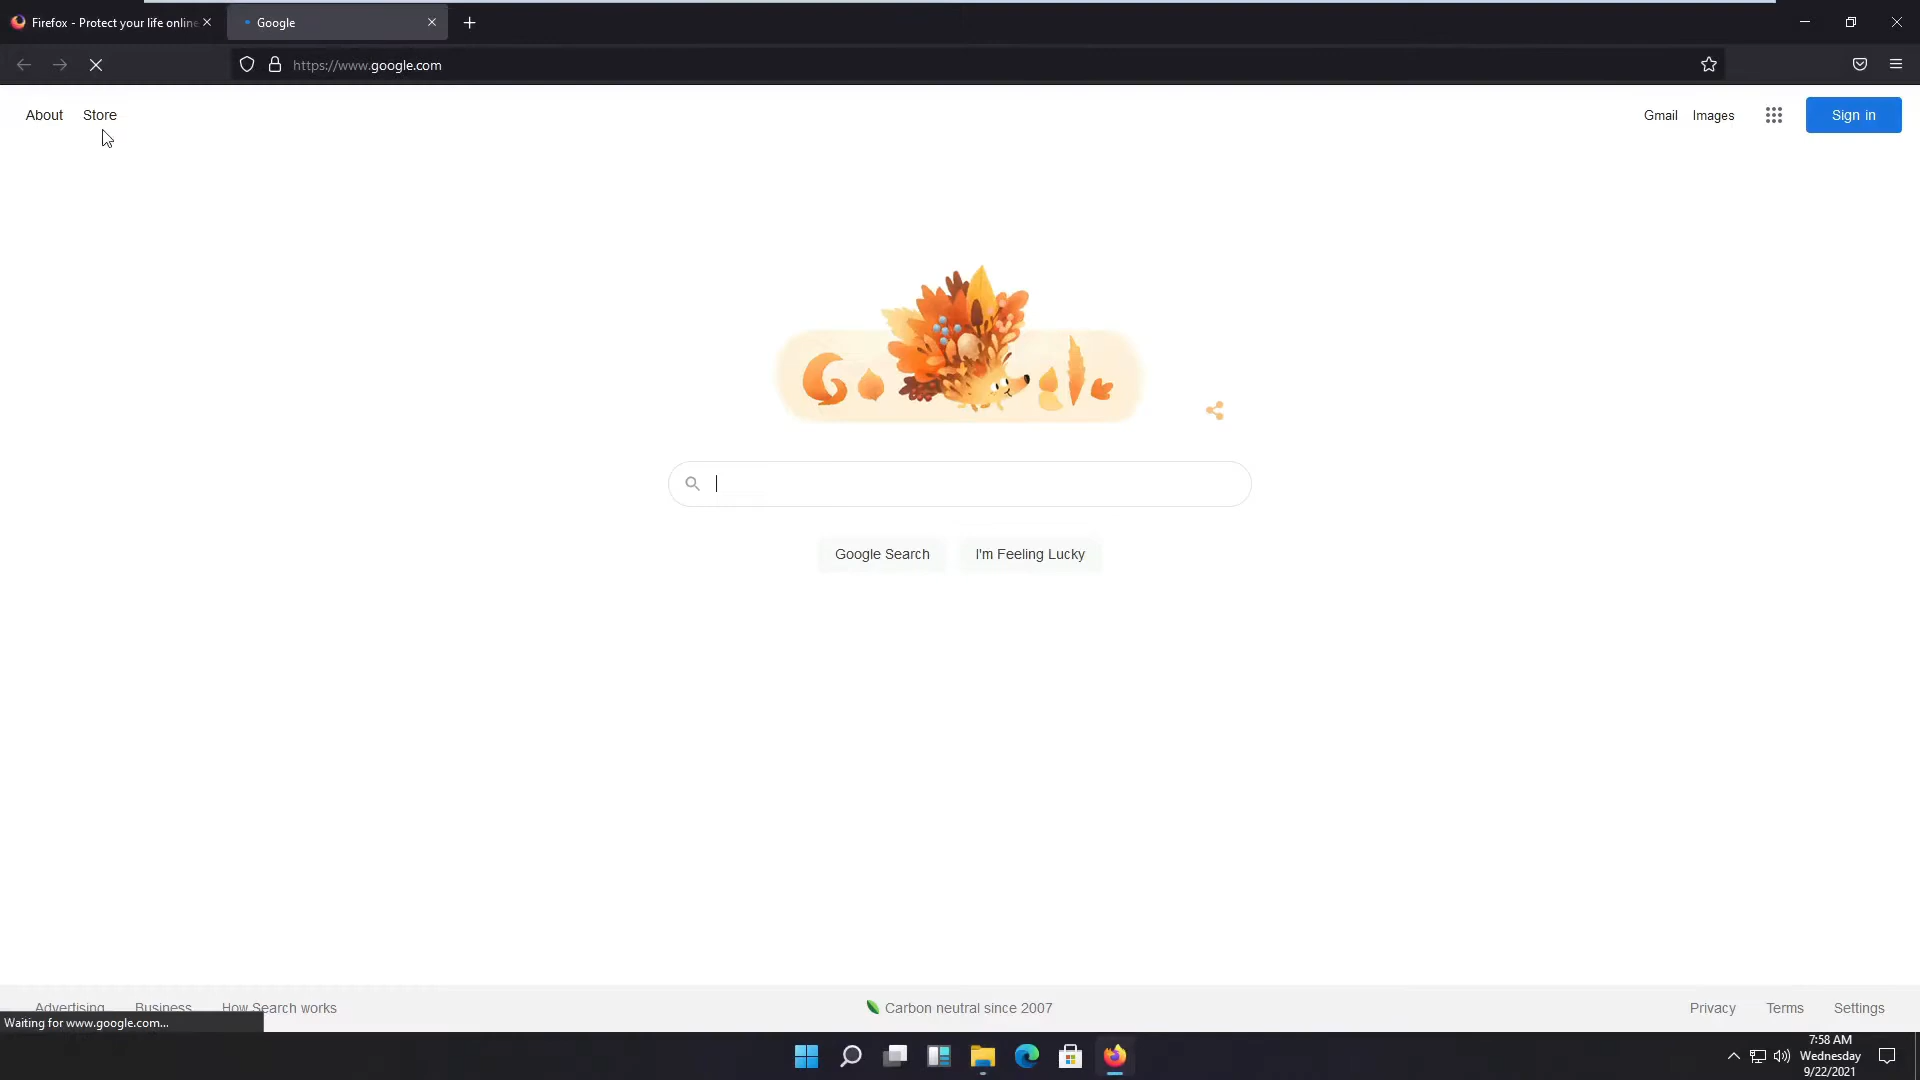 Firefox - Protect your life online
Google
https://www.google.com
About Store
Gmail Images Sign in
Google Search I'm Feeling Lucky
Advertising Business How Search works
Carbon neutral since 2007
Privacy Terms Settings
Waiting for www.google.com...
7:58 AM
Wednesday
9/22/2021